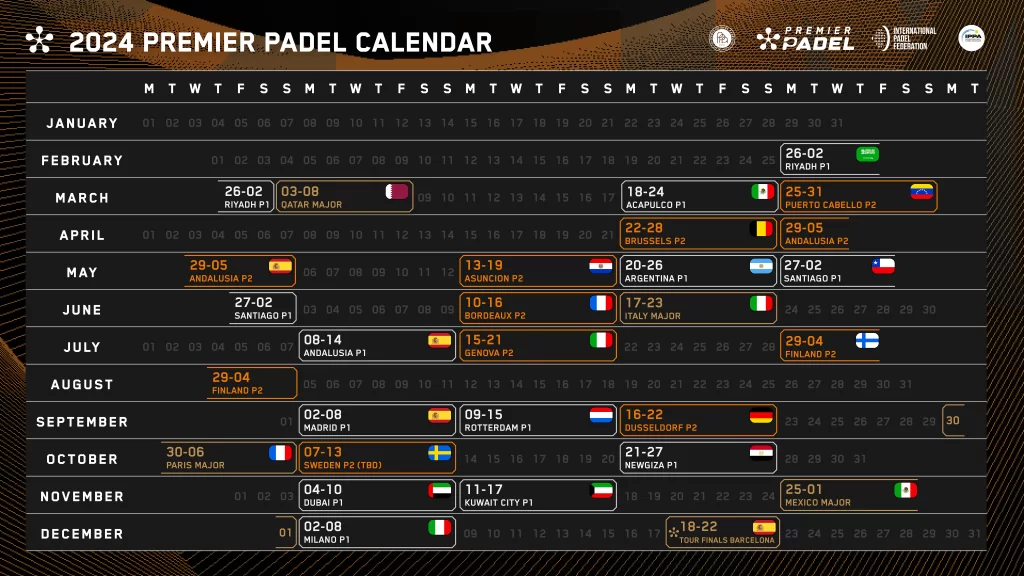 2024 PREMIER PADEL CALENDAR
PREMIER PADEL
INTERNATIONAL PADEL FEDERATION
IPPA
M T W T F S S M T W T F S S M T W T F S S M T W T F S S M T W T F S S M T
JANUARY 01 02 03 04 05 06 07 08 09 10 11 12 13 14 15 16 17 18 19 20 21 22 23 24 25 26 27 28 29 30 31
FEBRUARY 01 02 03 04 05 06 07 08 09 10 11 12 13 14 15 16 17 18 19 20 21 22 23 24 25 26-02
RIYADH P1
MARCH 26-02 03-08 09 10 11 12 13 14 15 16 17 18-24 25-31
RIYADH P1 QATAR MAJOR ACAPULCO P1 PUERTO CABELLO P2
APRIL 01 02 03 04 05 06 07 08 09 10 11 12 13 14 15 16 17 18 19 20 21 22-28 29-05
BRUSSELS P2 ANDALUSIA P2
MAY 29-05 06 07 08 09 10 11 12 13-19 20-26 27-02
ANDALUSIA P2 ASUNCION P2 ARGENTINA P1 SANTIAGO P1
JUNE 27-02 03 04 05 06 07 08 09 10-16 17-23 24 25 26 27 28 29 30
SANTIAGO P1 BORDEAUX P2 ITALY MAJOR
JULY 01 02 03 04 05 06 07 08-14 15-21 22 23 24 25 26 27 28 29-04
ANDALUSIA P1 GENOVA P2 FINLAND P2
AUGUST 29-04 05 06 07 08 09 10 11 12 13 14 15 16 17 18 19 20 21 22 23 24 25 26 27 28 29 30 31
FINLAND P2
SEPTEMBER 01 02-08 09-15 16-22 23 24 25 26 27 28 29 30
MADRID P1 ROTTERDAM P1 DUSSELDORF P2
OCTOBER 30-06 07-13 14 15 16 17 18 19 20 21-27 28 29 30 31
PARIS MAJOR SWEDEN P2 (TBD) NEWGIZA P1
NOVEMBER 01 02 03 04-10 11-17 18 19 20 21 22 23 24 25-01
DUBAI P1 KUWAIT CITY P1 MEXICO MAJOR
DECEMBER 01 02-08 09 10 11 12 13 14 15 16 17 18-22 23 24 25 26 27 28 29 30 31
MILANO P1 TOUR FINALS BARCELONA